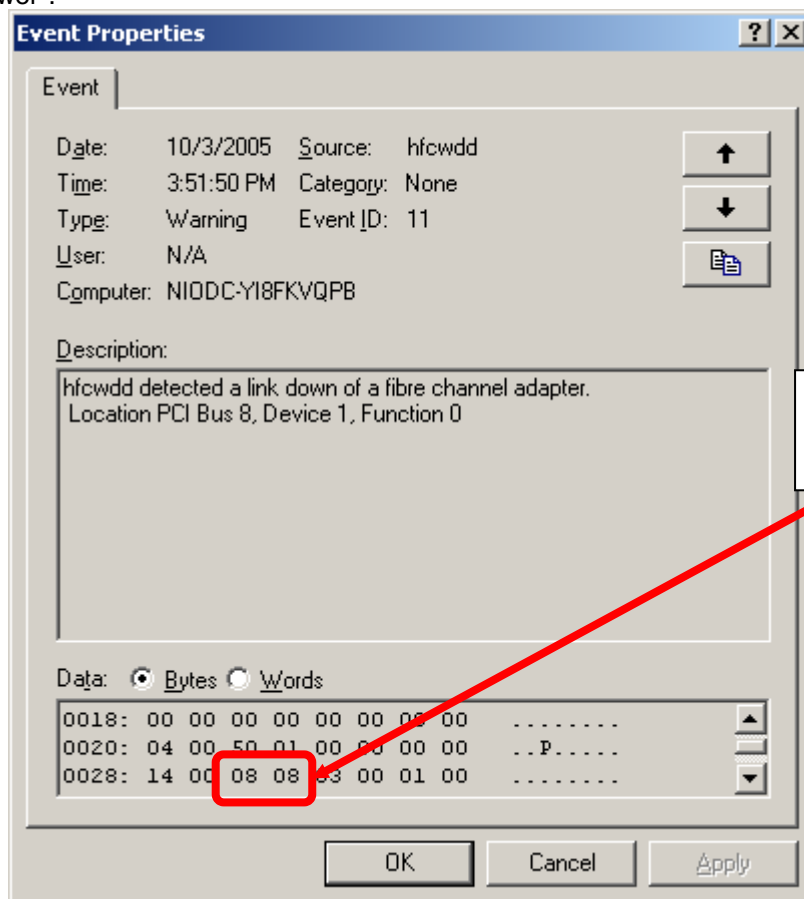 Event Properties
Event
Date: 10/3/2005 Source: hfcwdd
Time: 3:51:50 PM Category: None
Type: Warning Event ID: 11
User: N/A
Computer: NIODC-YI8FKVQPB
Description:
hfcwdd detected a link down of a fibre channel adapter.
Location PCI Bus 8, Device 1, Function 0
Data: Bytes Words
0018: 00 00 00 00 00 00 00 ........
0020: 04 00 50 01 00 00 00 00 ..P.....
0028: 14 00 08 08 03 00 01 00 ........
OK Cancel Apply